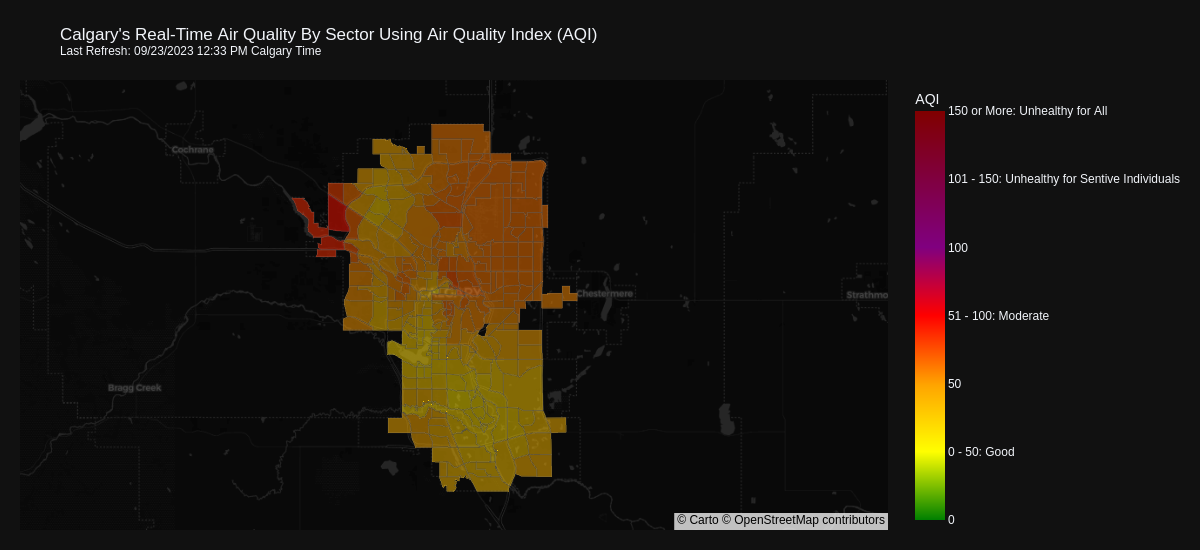 Calgary's Real-Time Air Quality By Sector Using Air Quality Index (AQI)
Last Refresh: 09/23/2023 12:33 PM Calgary Time
AQI
150 or More: Unhealthy for All
Cochrane
101 - 150: Unhealthy for Sentive Individuals
100
CALGARY
Chestermere
Strathmo
51 - 100: Moderate
50
Bragg Creek
0 - 50: Good
© Carto © OpenStreetMap contributors
0